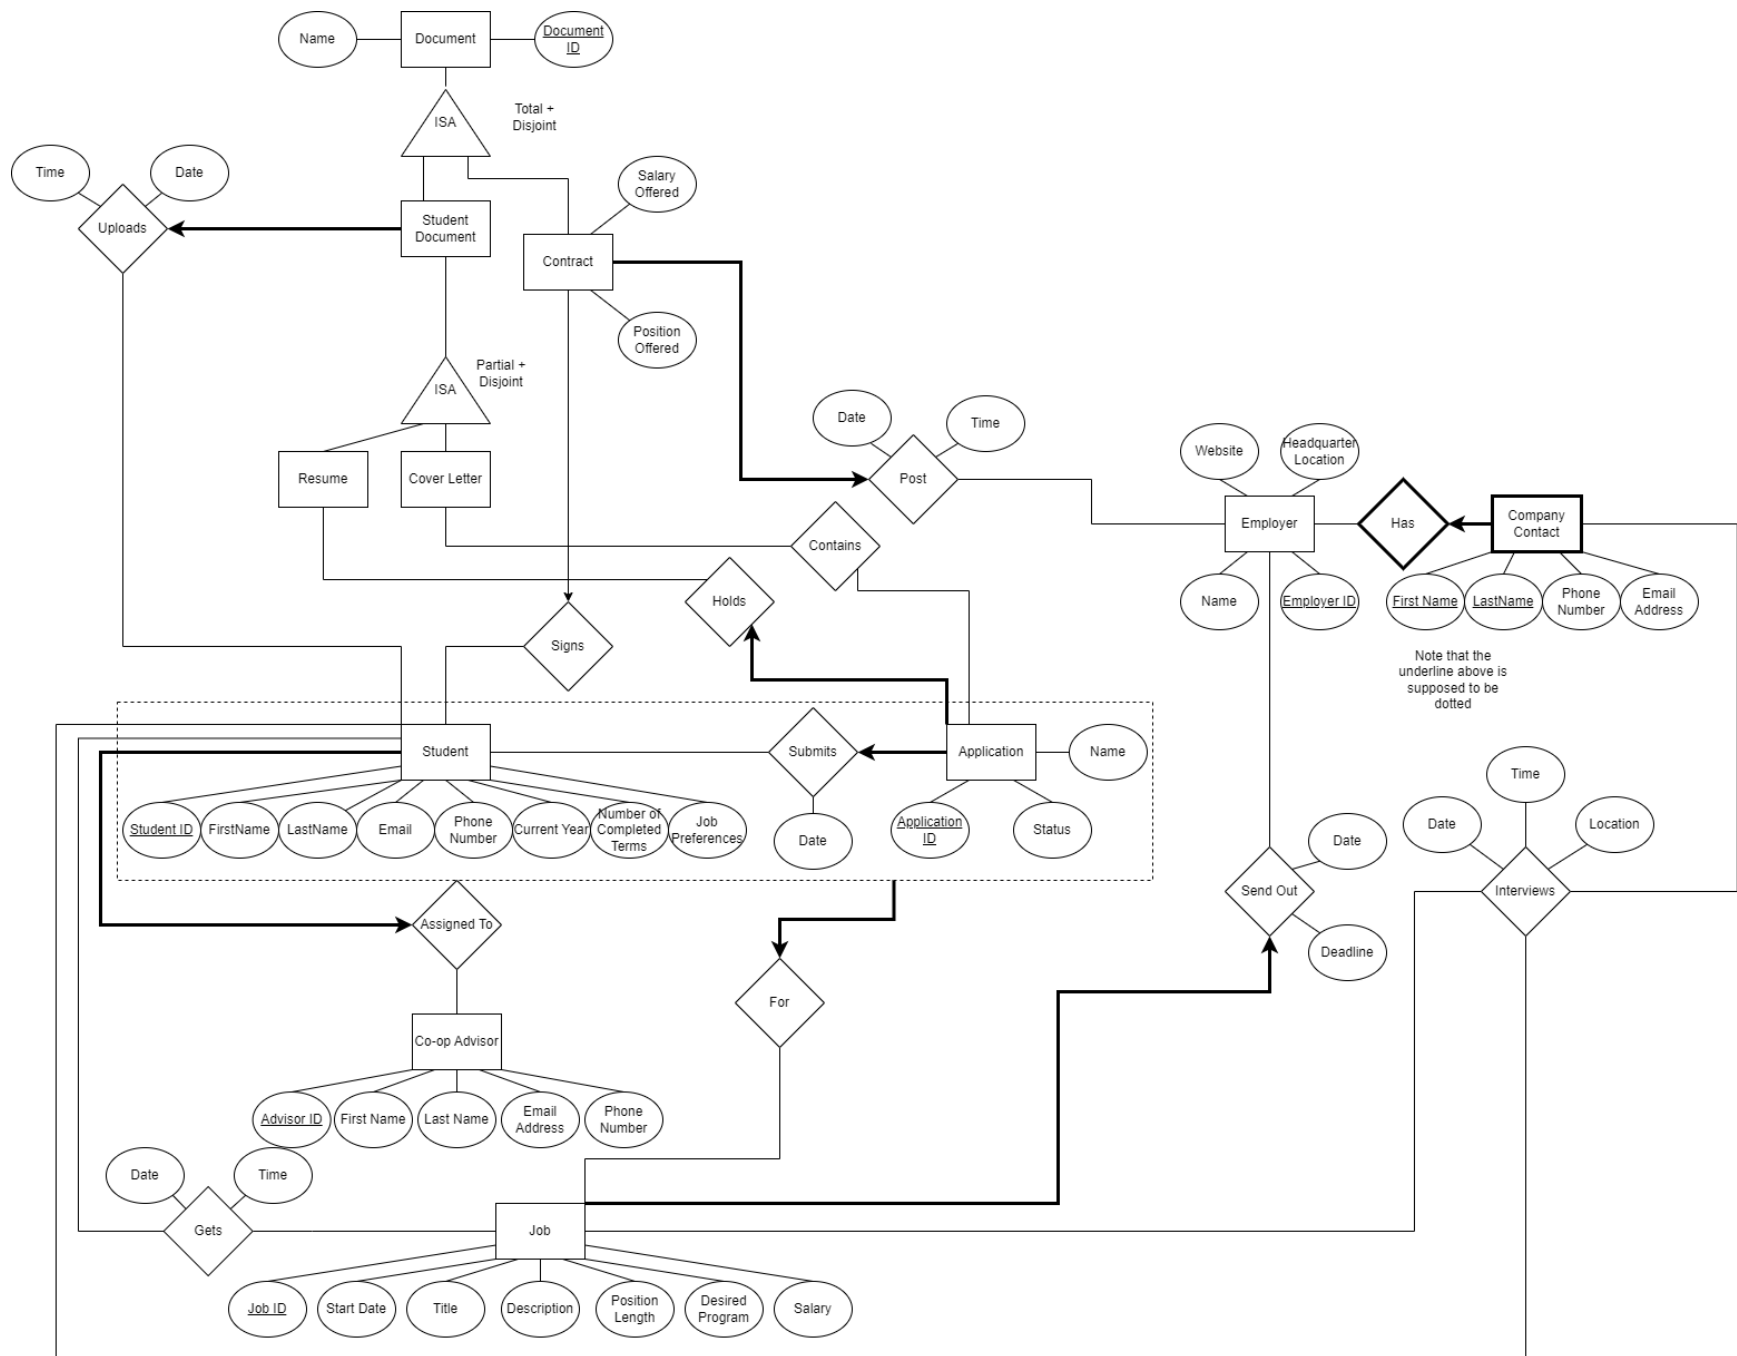 Name
Document
Document
ID
ISA
Total +
Disjoint
Time
Date
Salary
Offered
Uploads
Student
Document
Contract
Position
Offered
ISA
Partial +
Disjoint
Date
Time
Resume
Cover Letter
Post
Website
Headquarter
Location
Employer
Has
Company
Contact
Contains
Holds
Name
Employer ID
First Name
LastName
Phone
Number
Email
Address
Signs
Note that the
underline above is
supposed to be
dotted
Student
Submits
Application
Name
Student ID
FirstName
LastName
Email
Phone
Number
Current Year
Number of
Completed
Terms
Job
Preferences
Date
Application
ID
Status
Time
Date
Location
Date
Send Out
Interviews
Deadline
Assigned To
For
Co-op Advisor
Advisor ID
First Name
Last Name
Email
Address
Phone
Number
Date
Time
Gets
Job
Job ID
Start Date
Title
Description
Position
Length
Desired
Program
Salary